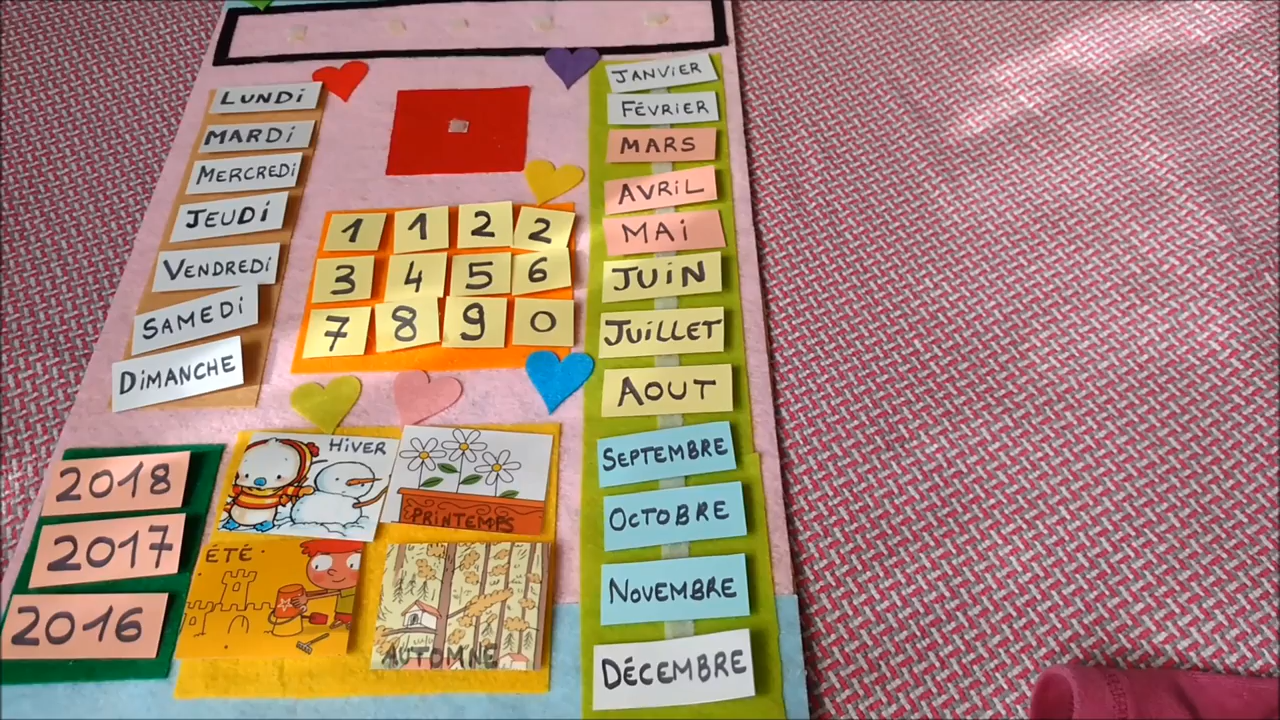 LUNDi
MARDi
MERCREDi
JEUDi
VENDREDi
SAMEDi
DiMANCHE
1 1 2 2
3 4 5 6
7 8 9 0
JANViER
FÉVRiER
MARS
AVRiL
MAi
JUiN
JUiLLET
AOUT
SEPTEMBRE
OCTOBRE
NOVEMBRE
DÉCEMBRE
2018
2017
2016
HiVER
PRiNTEMPS
ÉTÉ
AUTOMNE